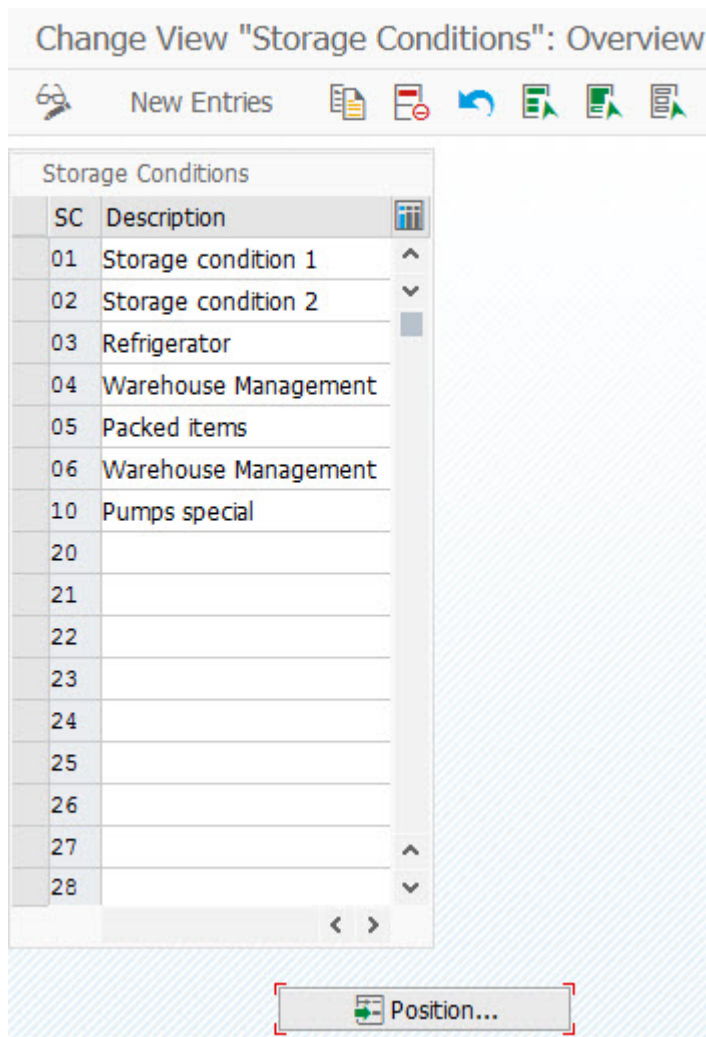 Change View "Storage Conditions": Overview
New Entries
Storage Conditions
SC Description
01 Storage condition 1
02 Storage condition 2
03 Refrigerator
04 Warehouse Management
05 Packed items
06 Warehouse Management
10 Pumps special
20
21
22
23
24
25
26
27
28
Position...